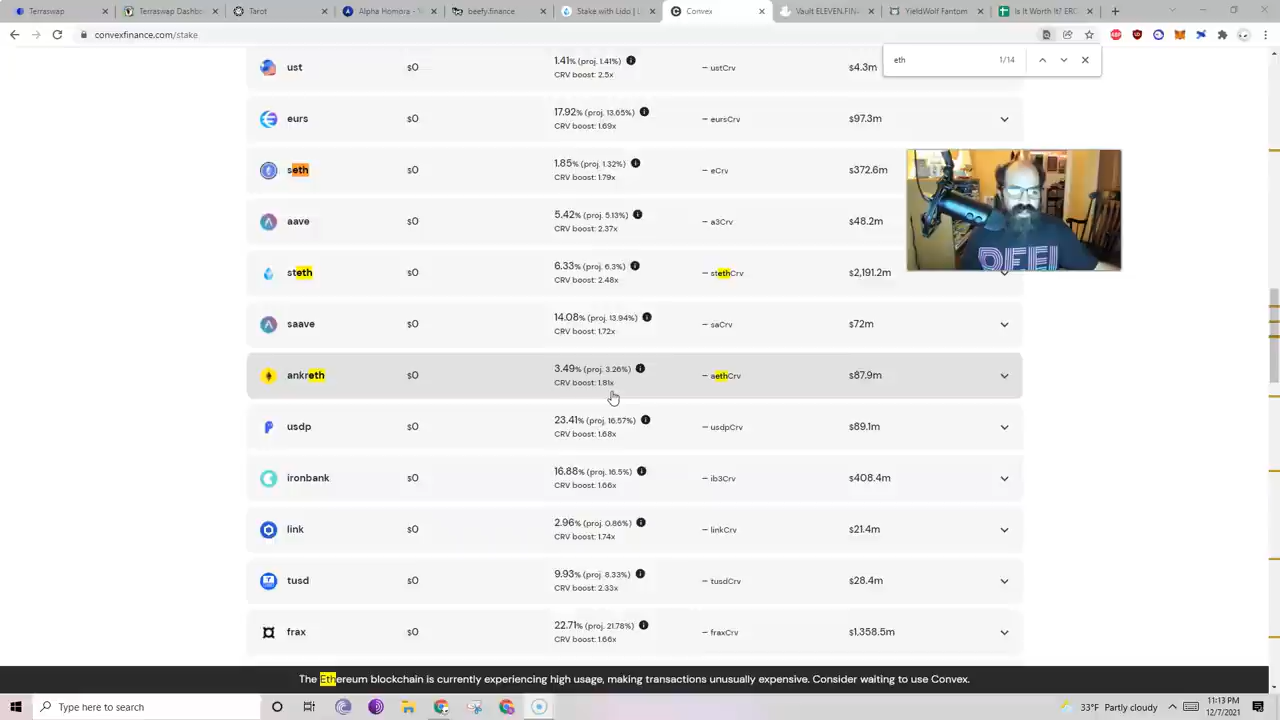 Terraswap
Terraswap Dashbo
Tarot
Alpha Homora - V
beefy.finance
Stake with Lido | L
Convex
Vault ELEVEN.FIN
YieldWolf Fantom
Is It Worth It? ERC
convexfinance.com/stake
eth
1/14
ust
$0
1.41% (proj. 1.41%)
CRV boost: 2.5x
— ustCrv
$4.3m
eurs
$0
17.92% (proj. 13.65%)
CRV boost: 1.69x
— eursCrv
$97.3m
seth
$0
1.85% (proj. 1.32%)
CRV boost: 1.79x
— eCrv
$372.6m
aave
$0
5.42% (proj. 5.13%)
CRV boost: 2.37x
— a3Crv
$48.2m
steth
$0
6.33% (proj. 6.3%)
CRV boost: 2.48x
— stethCrv
$2,191.2m
saave
$0
14.08% (proj. 13.94%)
CRV boost: 1.72x
— saCrv
$72m
ankreth
$0
3.49% (proj. 3.26%)
CRV boost: 1.81x
— aethCrv
$87.9m
usdp
$0
23.41% (proj. 16.57%)
CRV boost: 1.68x
— usdpCrv
$89.1m
ironbank
$0
16.88% (proj. 16.5%)
CRV boost: 1.66x
— ib3Crv
$408.4m
link
$0
2.96% (proj. 0.86%)
CRV boost: 1.74x
— linkCrv
$21.4m
tusd
$0
9.93% (proj. 8.33%)
CRV boost: 2.33x
— tusdCrv
$28.4m
frax
$0
22.71% (proj. 21.78%)
CRV boost: 1.66x
— fraxCrv
$1,358.5m
The Ethereum blockchain is currently experiencing high usage, making transactions unusually expensive. Consider waiting to use Convex.
Type here to search
33°F Partly cloudy
11:13 PM
12/7/2021